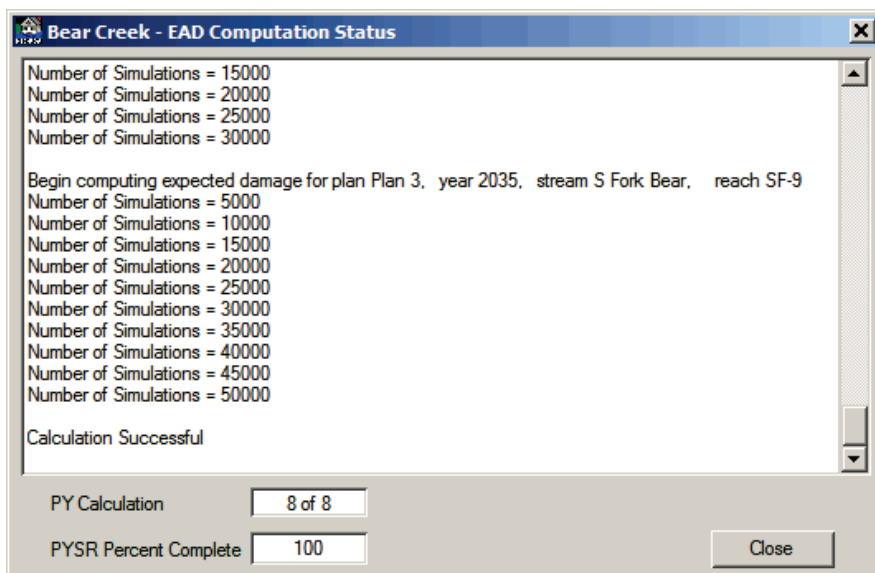 Bear Creek - EAD Computation Status
Number of Simulations = 15000
Number of Simulations = 20000
Number of Simulations = 25000
Number of Simulations = 30000
Begin computing expected damage for plan Plan 3, year 2035, stream S Fork Bear, reach SF-9
Number of Simulations = 5000
Number of Simulations = 10000
Number of Simulations = 15000
Number of Simulations = 20000
Number of Simulations = 25000
Number of Simulations = 30000
Number of Simulations = 35000
Number of Simulations = 40000
Number of Simulations = 45000
Number of Simulations = 50000
Calculation Successful
PY Calculation 8 of 8
PYSR Percent Complete 100
Close